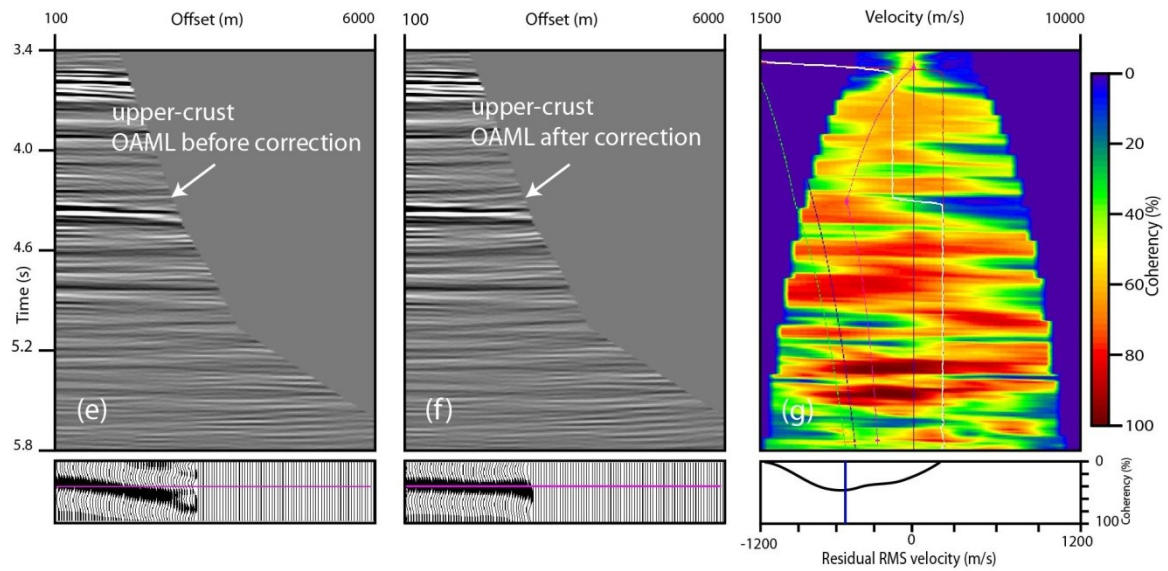 100 Offset (m) 6000
100 Offset (m) 6000
1500 Velocity (m/s) 10000
3.4
4.0
4.6
5.2
5.8
Time (s)
upper-crust
OAML before correction
(e)
upper-crust
OAML after correction
(f)
(g)
0
20
40
60
80
100
Coherency (%)
0
100
Coherency (%)
-1200 0 1200
Residual RMS velocity (m/s)